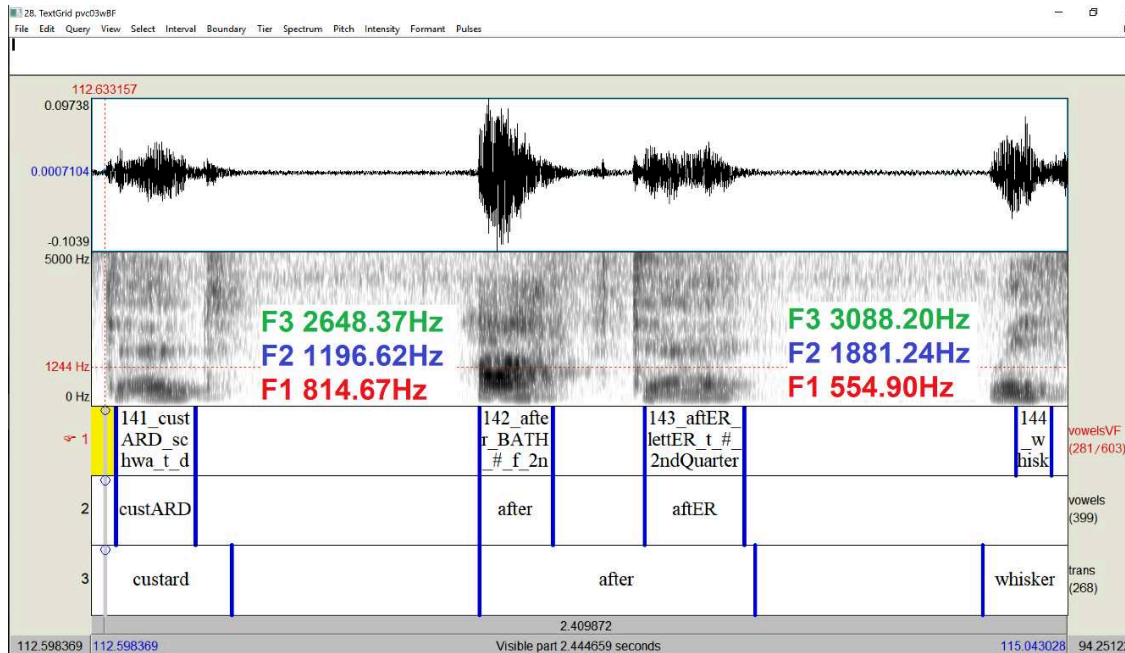 28. TextGrid pvc03wBF
File Edit Query View Select Interval Boundary Tier Spectrum Pitch Intensity Formant Pulses
112.633157
0.09738
0.0007104
-0.1039
5000 Hz
F3 2648.37Hz F3 3088.20Hz
F2 1196.62Hz F2 1881.24Hz
1244 Hz
F1 814.67Hz F1 554.90Hz
0 Hz
141_cust 142_afte 143_aftER_ 144
ARD_sc r_BATH lettER_t_#_ _w
hwa_t_d _#_f_2n 2ndQuarter hisk
1 vowelsVF
(281/603)
2 custARD after aftER vowels
(399)
3 custard after whisker trans
(268)
2.409872
112.598369 112.598369 Visible part 2.444659 seconds 115.043028